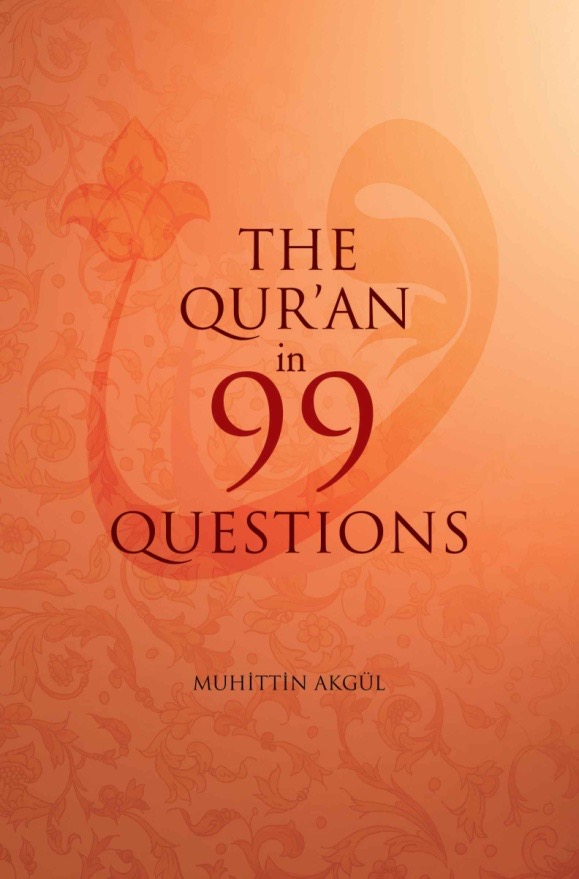 THE
QUR’AN
in
99
QUESTIONS
MUHİTTİN AKGÜL